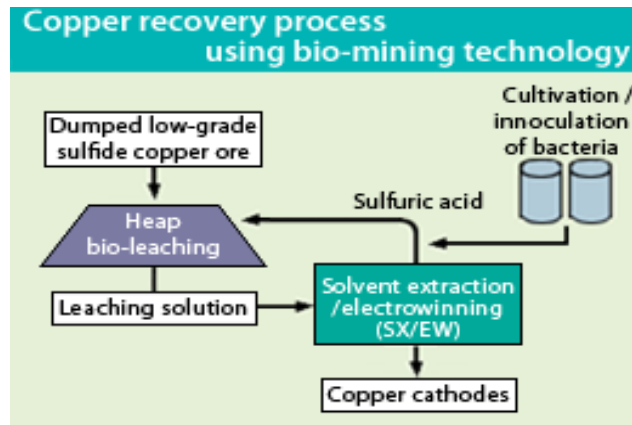 Copper recovery process
using bio-mining technology
Cultivation /
innoculation
of bacteria
Dumped low-grade
sulfide copper ore
Sulfuric acid
Heap
bio-leaching
Leaching solution
Solvent extraction
/electrowinning
(SX/EW)
Copper cathodes